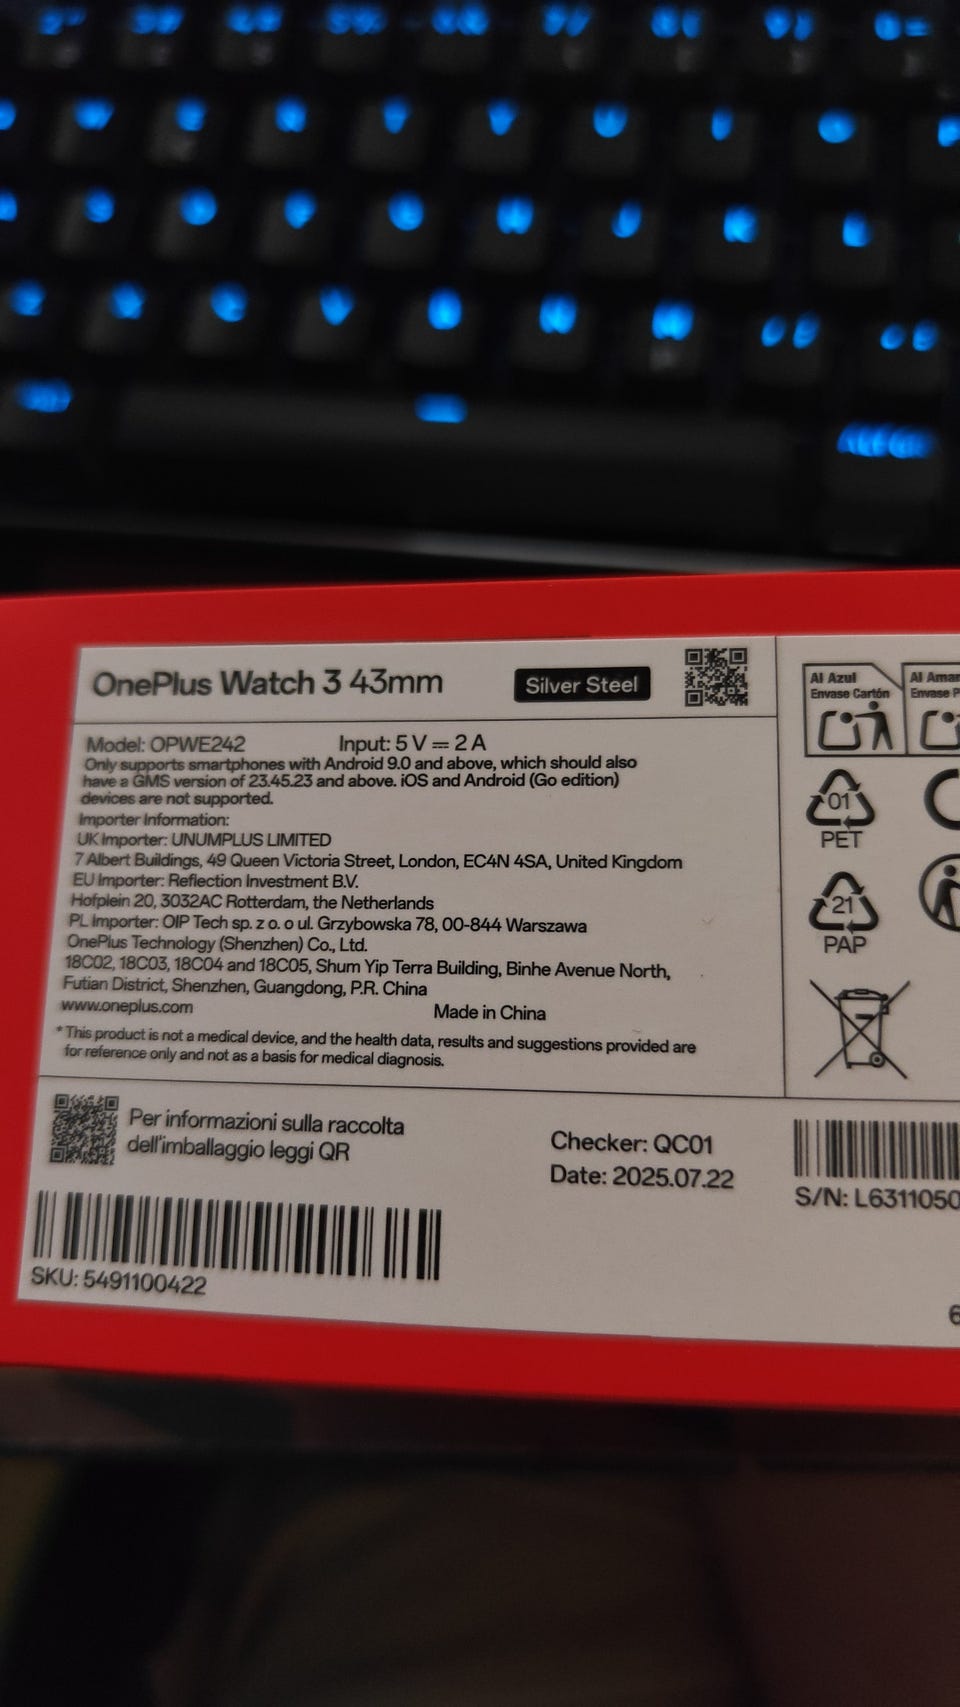 OnePlus Watch 3 43mm
Silver Steel
Model: OPWE242
Input: 5 V ⎓ 2 A
Only supports smartphones with Android 9.0 and above, which should also
have a GMS version of 23.45.23 and above. iOS and Android (Go edition)
devices are not supported.
Importer Information:
UK Importer: UNUMPLUS LIMITED
7 Albert Buildings, 49 Queen Victoria Street, London, EC4N 4SA, United Kingdom
EU Importer: Reflection Investment B.V.
Hofplein 20, 3032AC Rotterdam, the Netherlands
PL Importer: OIP Tech sp. z o. o ul. Grzybowska 78, 00-844 Warszawa
OnePlus Technology (Shenzhen) Co., Ltd.
18C02, 18C03, 18C04 and 18C05, Shum Yip Terra Building, Binhe Avenue North,
Futian District, Shenzhen, Guangdong, P.R. China
www.oneplus.com
Made in China
* This product is not a medical device, and the health data, results and suggestions provided are
for reference only and not as a basis for medical diagnosis.
Al Azul
Envase Cartón
Al Amar
Envase P
01
PET
21
PAP
Per informazioni sulla raccolta
dell'imballaggio leggi QR
Checker: QC01
Date: 2025.07.22
S/N: L6311050
SKU: 5491100422
6